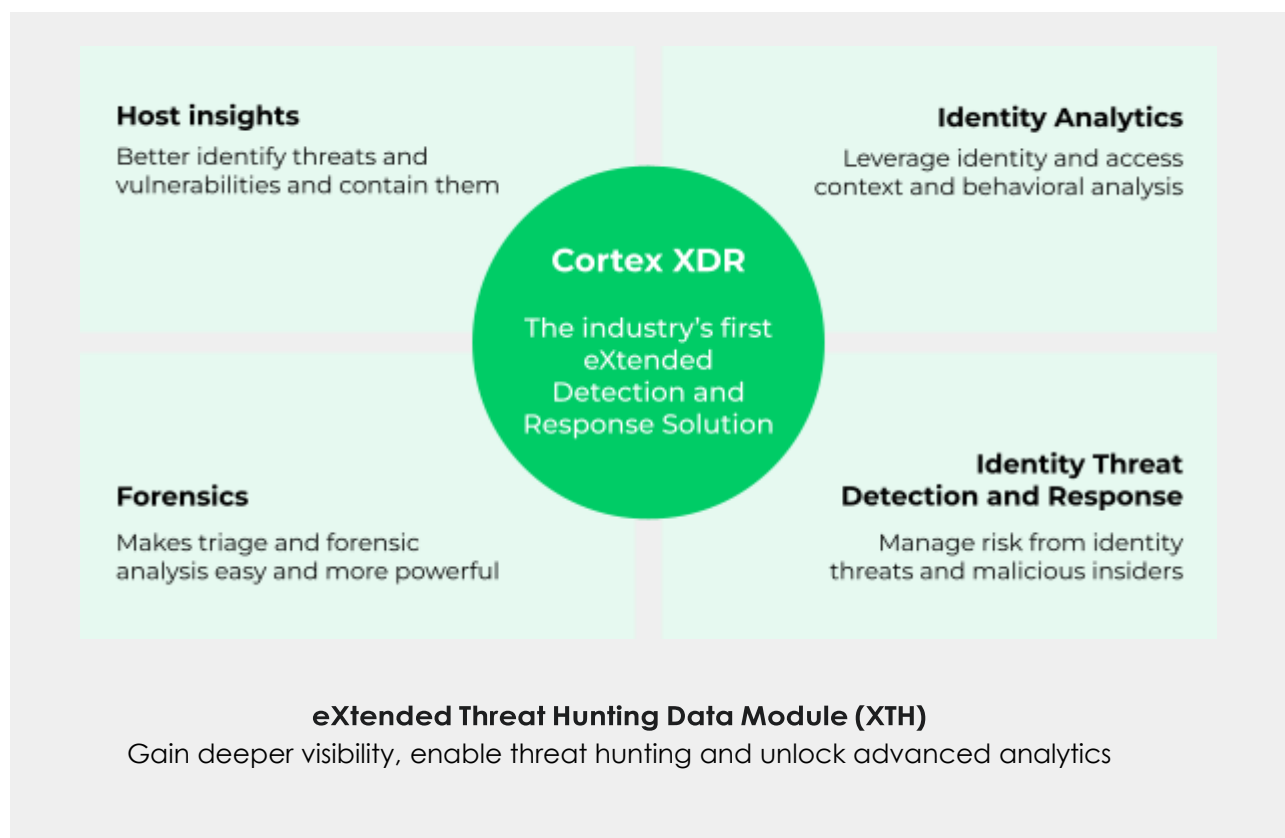 Host insights
Better identify threats and
vulnerabilities and contain them
Identity Analytics
Leverage identity and access
context and behavioral analysis
Cortex XDR
The industry's first
eXtended
Detection and
Response Solution
Forensics
Makes triage and forensic
analysis easy and more powerful
Identity Threat
Detection and Response
Manage risk from identity
threats and malicious insiders
eXtended Threat Hunting Data Module (XTH)
Gain deeper visibility, enable threat hunting and unlock advanced analytics